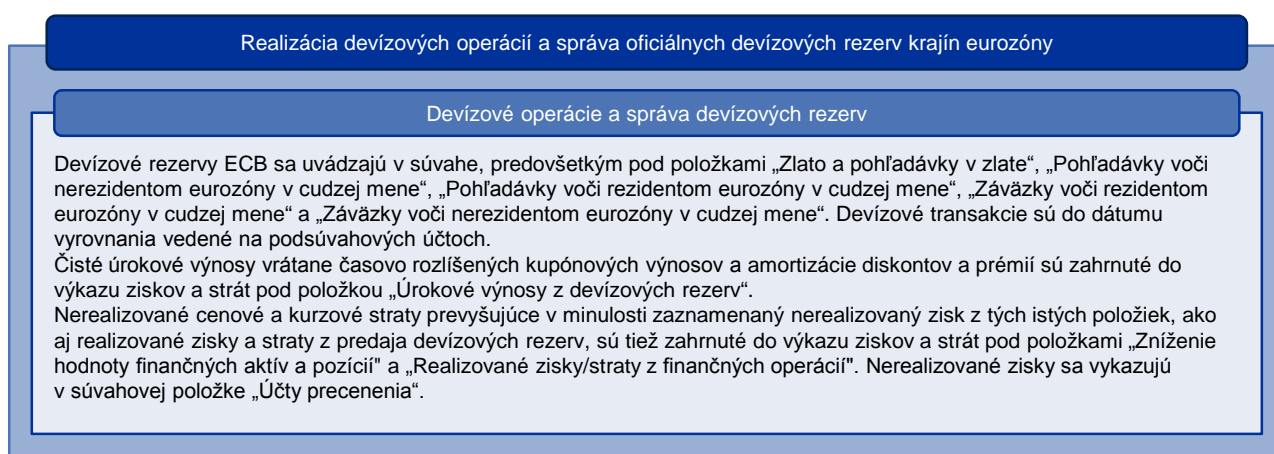 Realizácia devízových operácií a správa oficiálnych devízových rezerv krajín eurozóny
Devízové operácie a správa devízových rezerv
Devízové rezervy ECB sa uvádzajú v súvahe, predovšetkým pod položkami „Zlato a pohľadávky v zlate“, „Pohľadávky voči
nerezidentom eurozóny v cudzej mene“, „Pohľadávky voči rezidentom eurozóny v cudzej mene“, „Záväzky voči rezidentom
eurozóny v cudzej mene“ a „Záväzky voči nerezidentom eurozóny v cudzej mene“. Devízové transakcie sú do dátumu
vyrovnania vedené na podsúvahových účtoch.
Čisté úrokové výnosy vrátane časovo rozlíšených kupónových výnosov a amortizácie diskontov a prémií sú zahrnuté do
výkazu ziskov a strát pod položkou „Úrokové výnosy z devízových rezerv“.
Nerealizované cenové a kurzové straty prevyšujúce v minulosti zaznamenaný nerealizovaný zisk z tých istých položiek, ako
aj realizované zisky a straty z predaja devízových rezerv, sú tiež zahrnuté do výkazu ziskov a strát pod položkami „Zníženie
hodnoty finančných aktív a pozícií" a „Realizované zisky/straty z finančných operácií". Nerealizované zisky sa vykazujú
v súvahovej položke „Účty precenenia“.